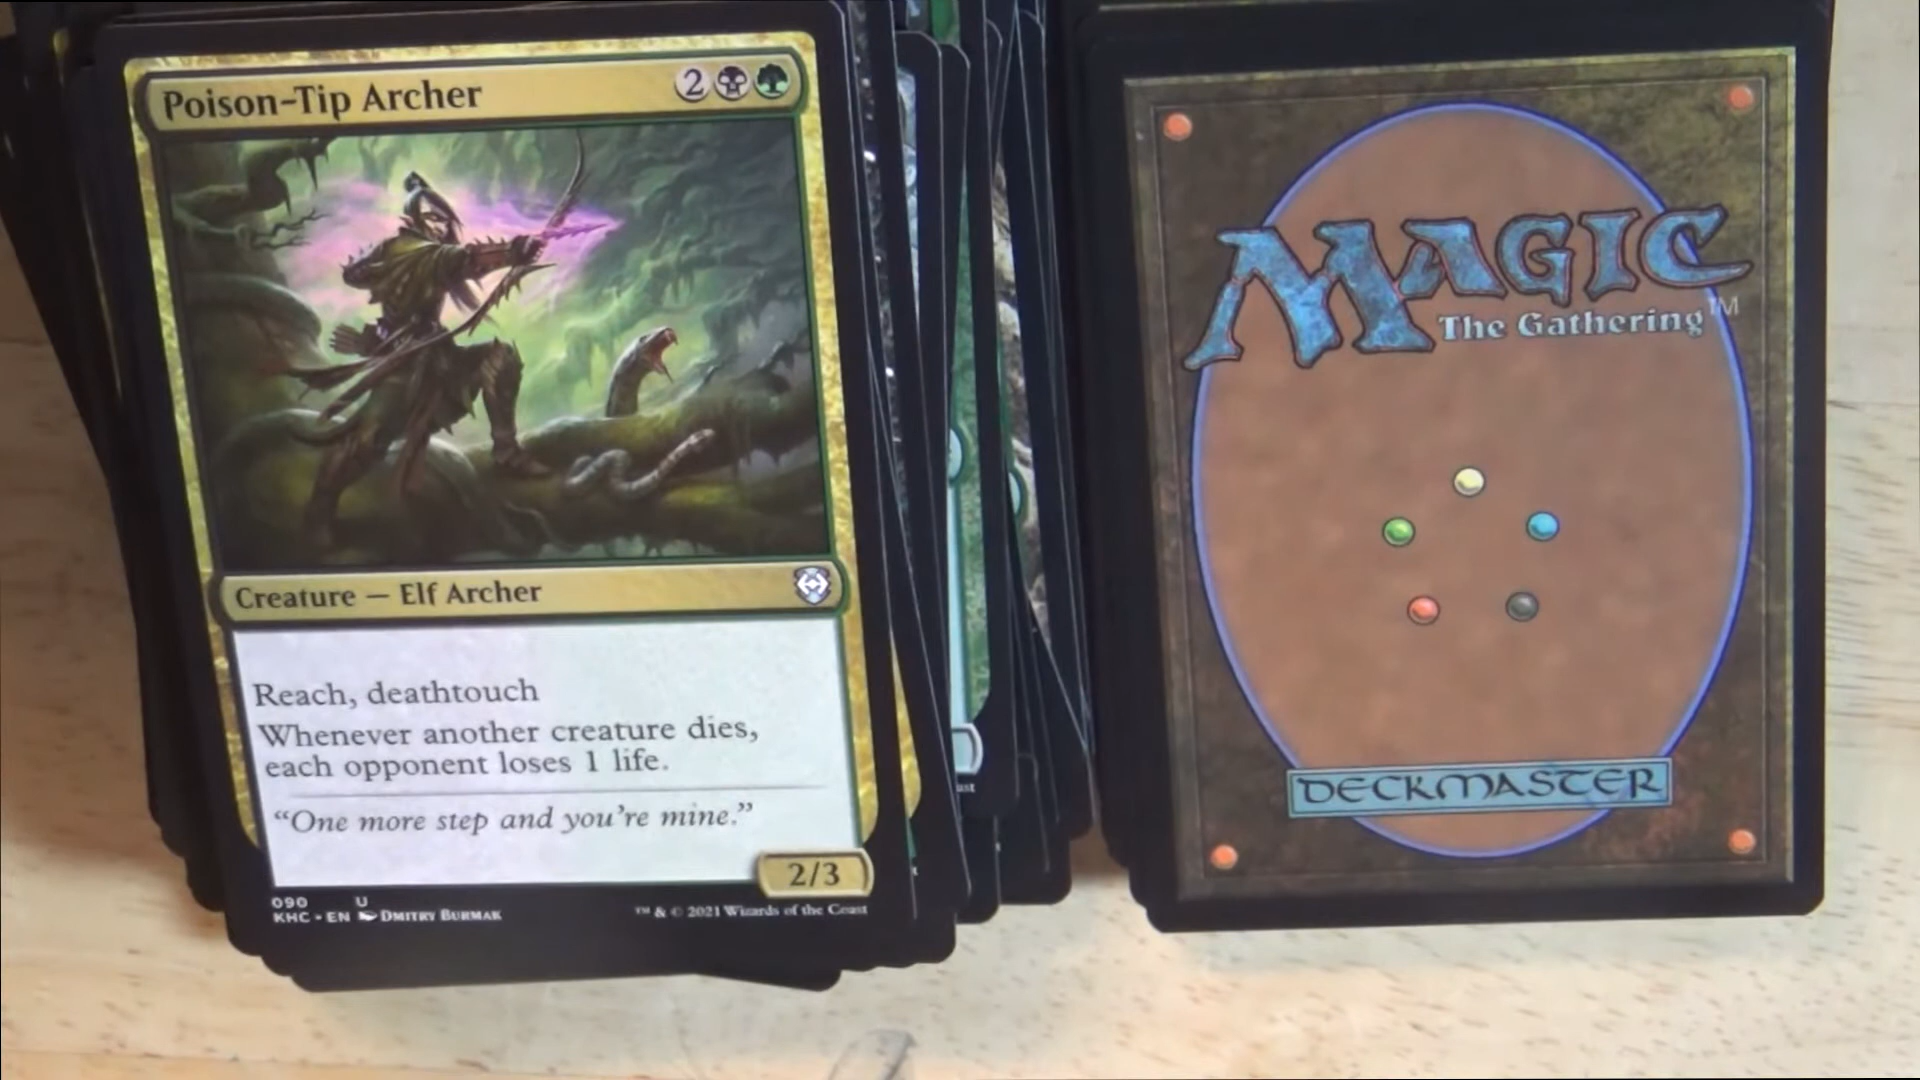 Poison-Tip Archer
2
Creature — Elf Archer
Reach, deathtouch
Whenever another creature dies,
each opponent loses 1 life.
“One more step and you’re mine.”
2/3
090 U
KHC • EN DMITRY BURMAK
™ & © 2021 Wizards of the Coast
MAGIC
The Gathering™
DECKMASTER